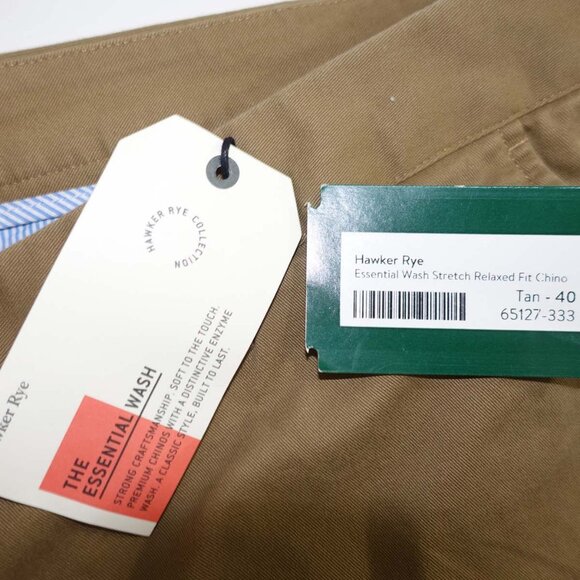 HAWKER RYE COLLECTION
THE
ESSENTIAL WASH
STRONG CRAFTSMANSHIP, SOFT TO THE TOUCH.
PREMIUM CHINOS WITH A DISTINCTIVE ENZYME
WASH. A CLASSIC STYLE, BUILT TO LAST.
Rye
Hawker Rye
Essential Wash Stretch Relaxed Fit Chino
Tan - 40
65127-333